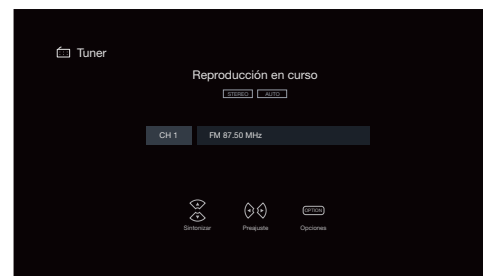 Tuner
Reproducción en curso
STEREO AUTO
CH 1 FM 87.50 MHz
OPTION
Sintonizar Preajuste Opciones